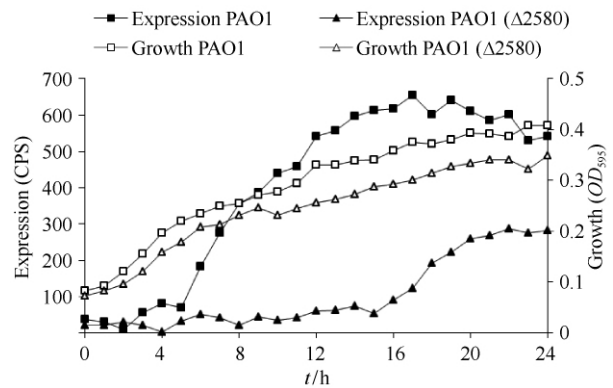 Expression PAO1
Expression PAO1 (Δ2580)
Growth PAO1
Growth PAO1 (Δ2580)
700
600
500
400
300
200
100
Expression (CPS)
0.5
0.4
0.3
0.2
0.1
0
Growth (OD595)
0
4
8
12
16
20
24
t/h